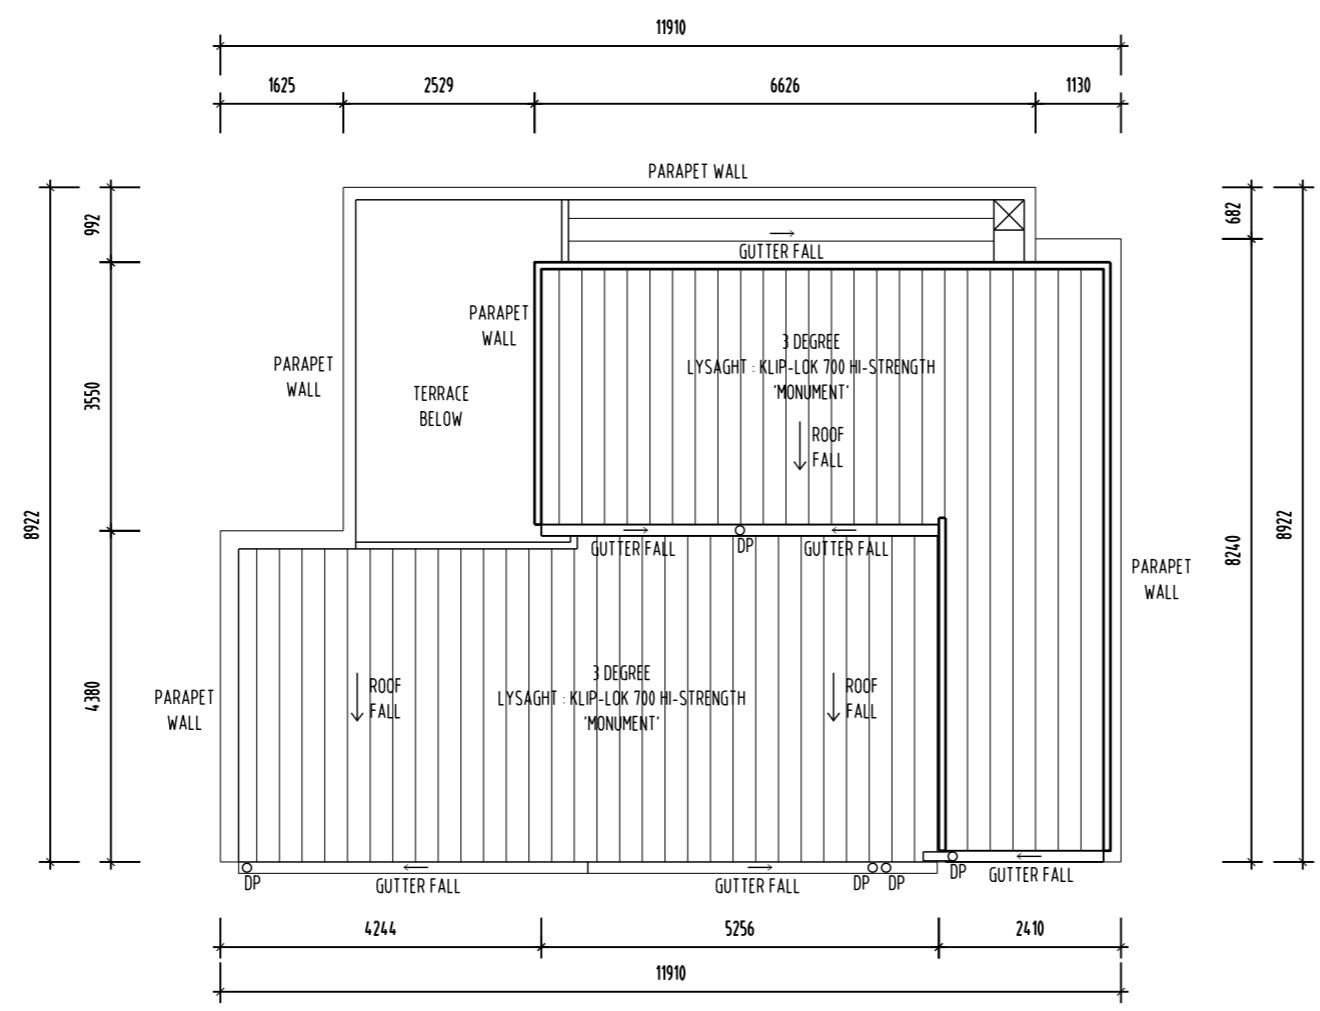 11910
1625 2529 6626 1130
PARAPET WALL
992
682
GUTTER FALL
PARAPET
WALL
3 DEGREE
LYSAGHT : KLIP-LOK 700 HI-STRENGTH
'MONUMENT'
PARAPET
WALL
3550
TERRACE
BELOW
ROOF
FALL
8922
8922
8240
GUTTER FALL
DP
GUTTER FALL
PARAPET
WALL
3 DEGREE
LYSAGHT : KLIP-LOK 700 HI-STRENGTH
'MONUMENT'
ROOF
FALL
ROOF
FALL
4380
PARAPET
WALL
DP
GUTTER FALL
GUTTER FALL
DP
DP
DP
GUTTER FALL
4244 5256 2410
11910